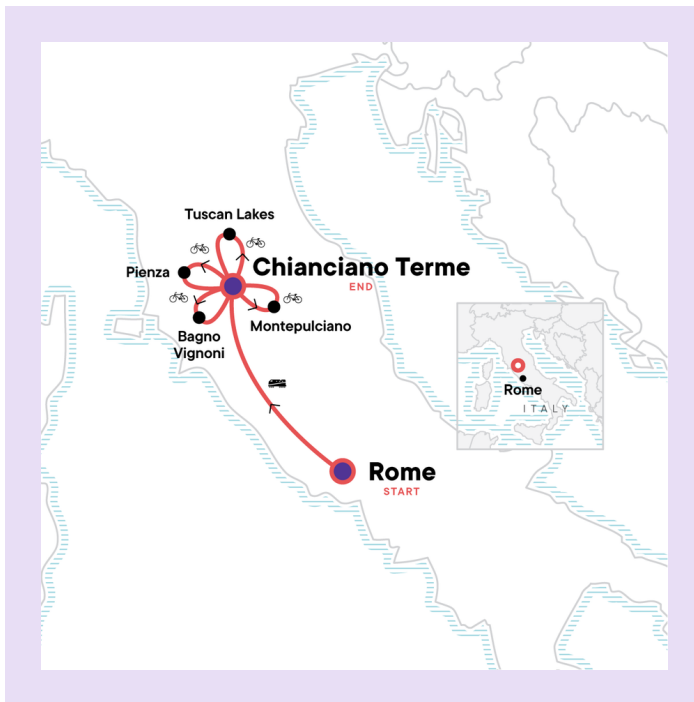 Tuscan Lakes
Chianciano Terme
END
Pienza
Montepulciano
Bagno
Vignoni
Rome
ITALY
Rome
START